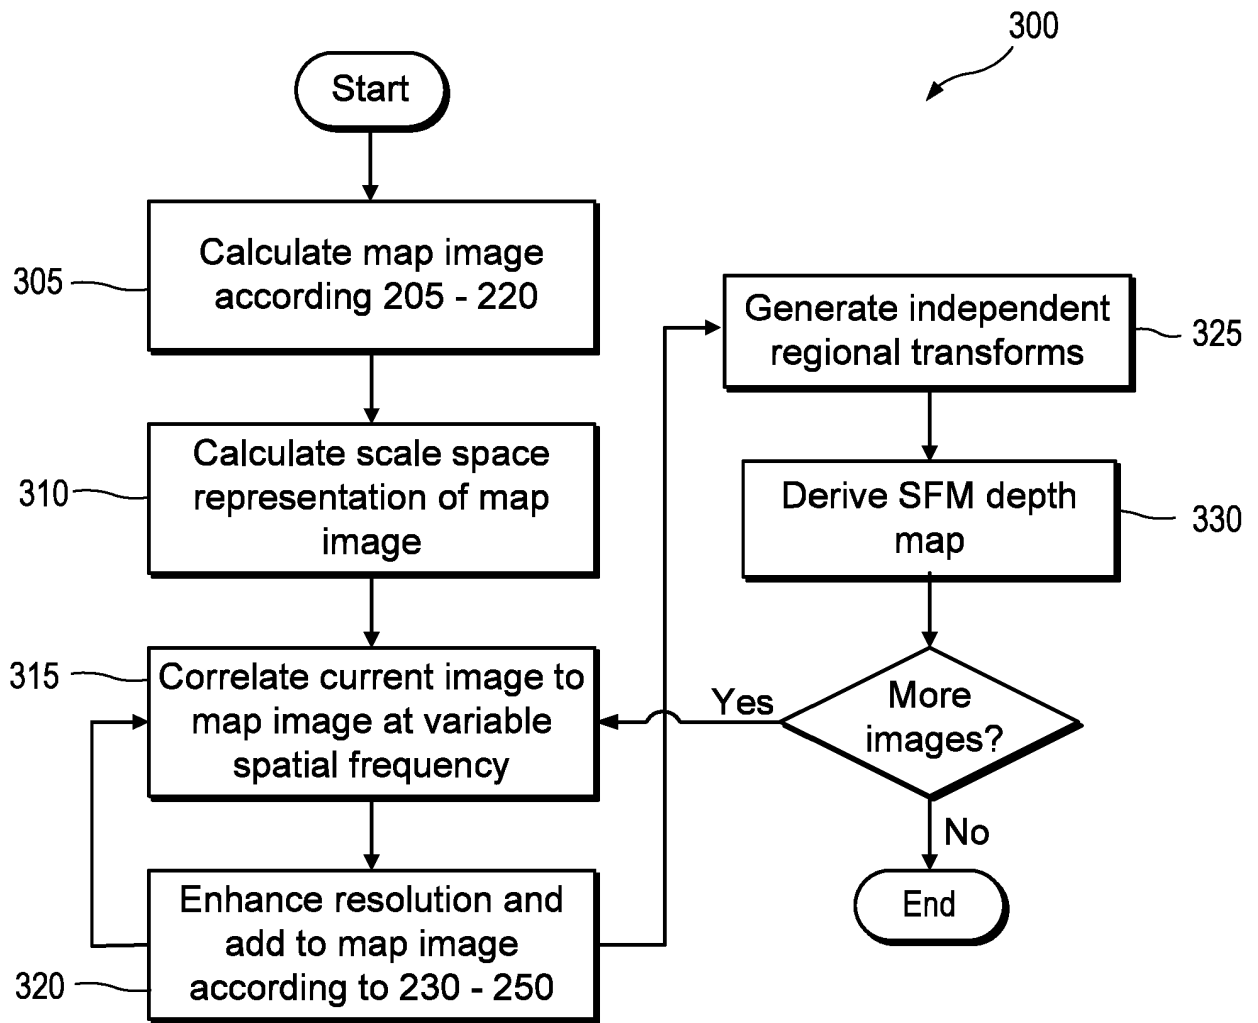 300
Start
305
Calculate map image
according 205 - 220
310
Calculate scale space
representation of map
image
315
Correlate current image to
map image at variable
spatial frequency
320
Enhance resolution and
add to map image
according to 230 - 250
Generate independent
regional transforms
325
Derive SFM depth
map
330
More
images?
Yes
No
End